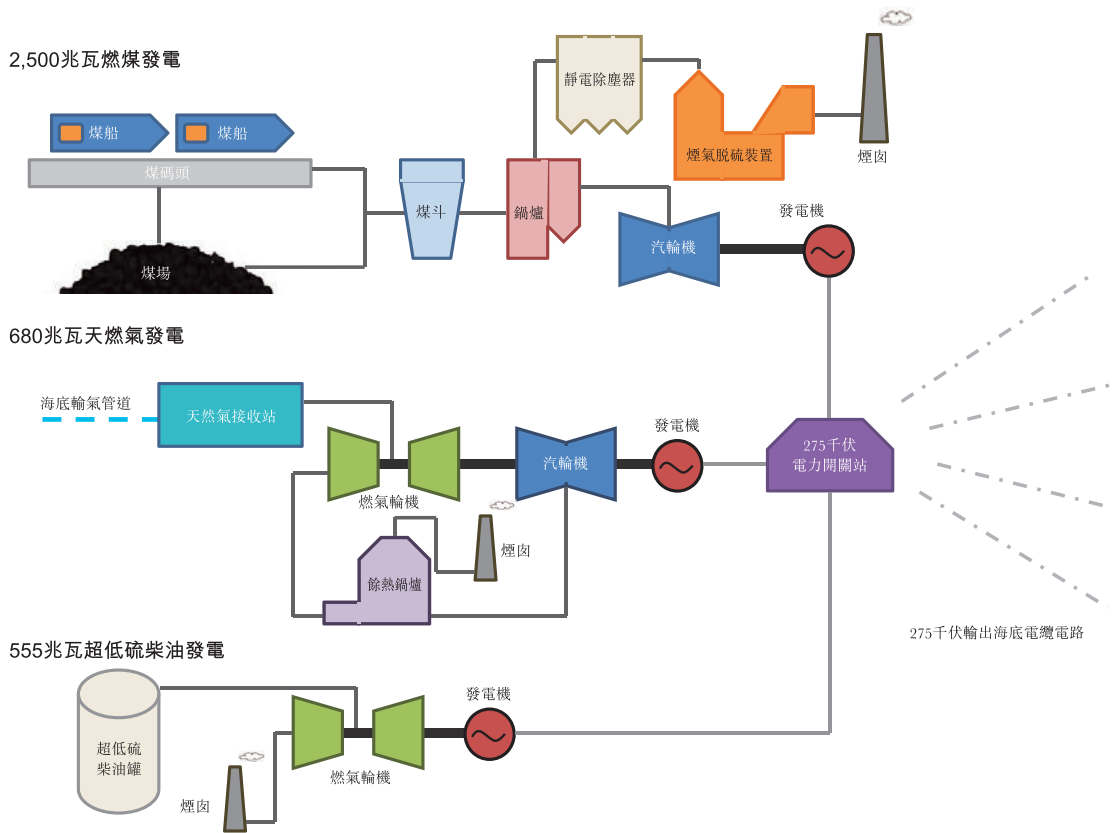 2,500兆瓦燃煤發電
煤船
煤船
煤碼頭
煤場
煤斗
鍋爐
靜電除塵器
煙氣脫硫裝置
煙囱
汽輪機
發電機
680兆瓦天燃氣發電
海底輸氣管道
天然氣接收站
燃氣輪機
汽輪機
發電機
煙囱
餘熱鍋爐
275千伏
電力開關站
275千伏輸出海底電纜電路
555兆瓦超低硫柴油發電
超低硫
柴油罐
煙囱
燃氣輪機
發電機